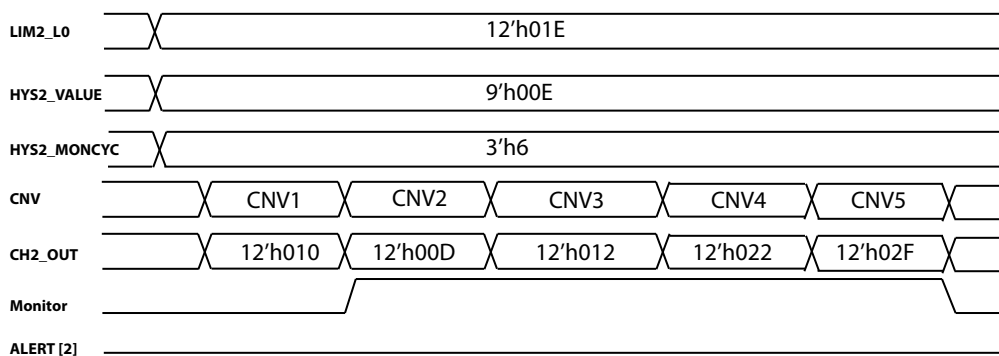 LIM2_L0 12’h01E
HYS2_VALUE 9’h00E
HYS2_MONCYC 3’h6
CNV CNV1 CNV2 CNV3 CNV4 CNV5
CH2_OUT 12’h010 12’h00D 12’h012 12’h022 12’h02F
Monitor
ALERT [2]